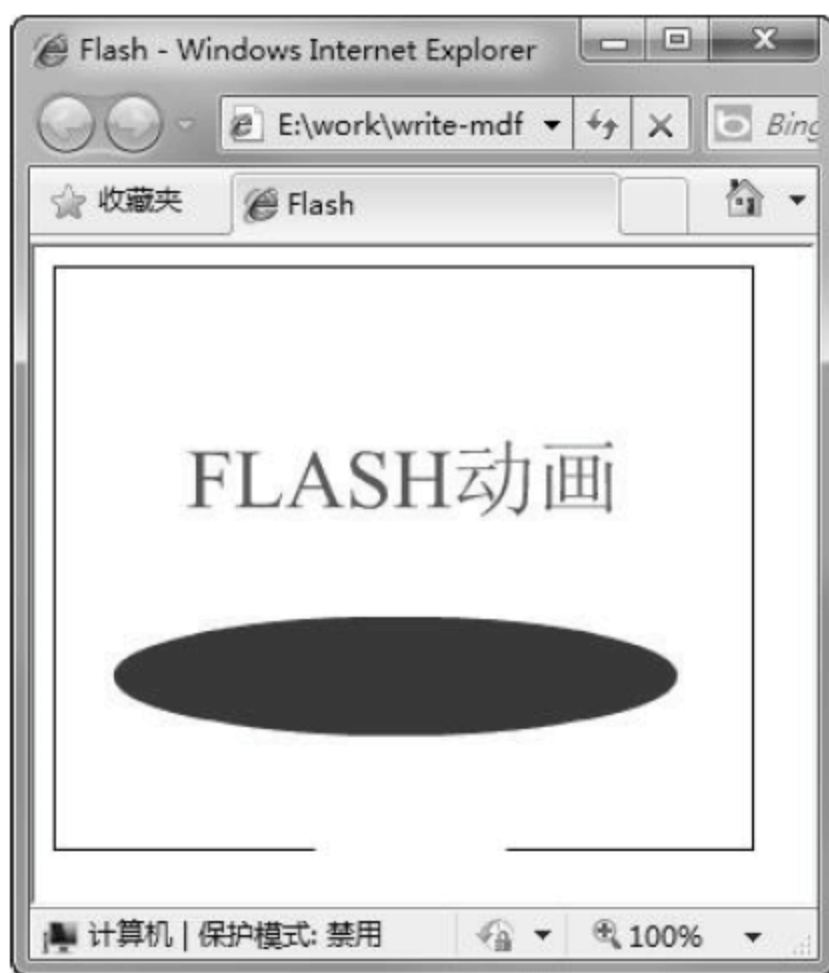 Flash - Windows Internet Explorer
E:\work\write-mdf
Bing
收藏夹
Flash
FLASH动画
计算机 | 保护模式: 禁用
100%